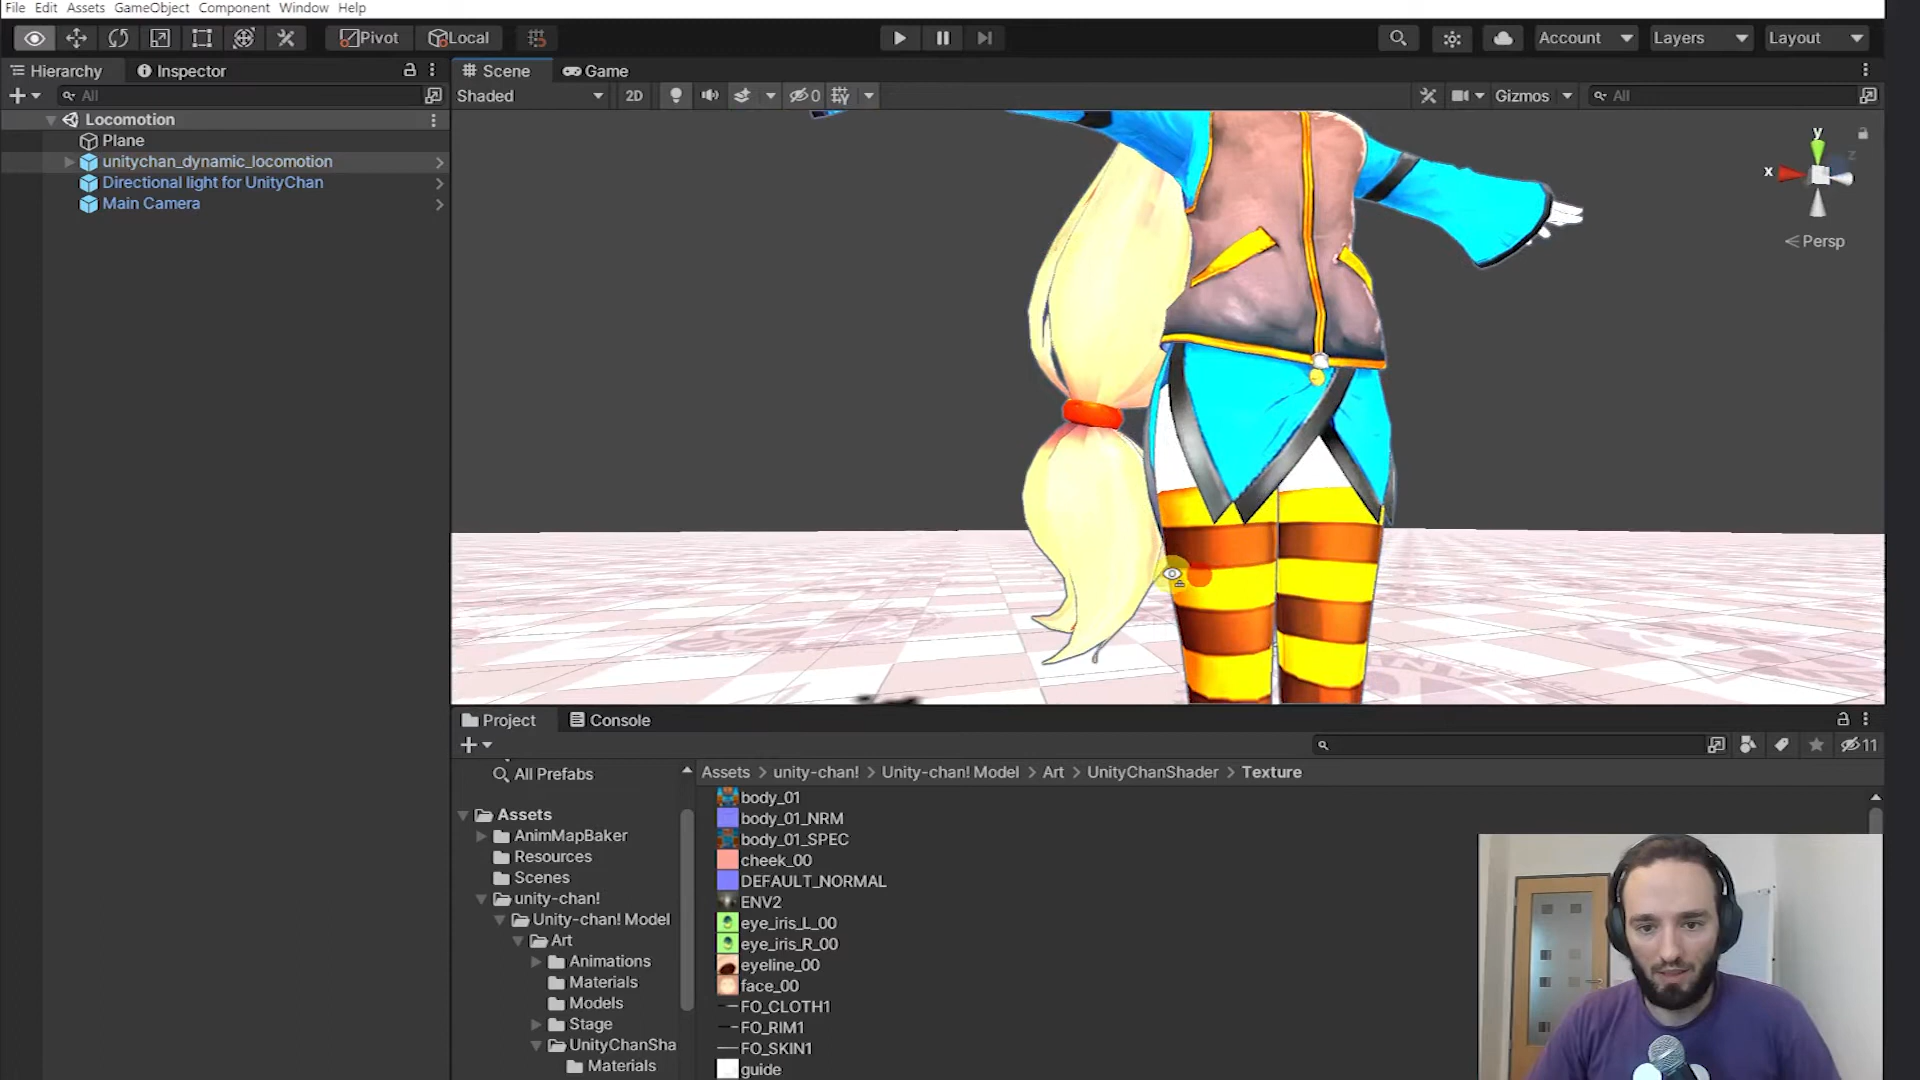 File Edit Assets GameObject Component Window Help
Pivot Local Account Layers Layout
Hierarchy Inspector Scene Game
All Shaded 2D 0 Gizmos All
Locomotion
Plane
unitychan_dynamic_locomotion
Directional light for UnityChan
Main Camera
y
x
z
Persp
Project Console
11
All Prefabs
Assets
AnimMapBaker
Resources
Scenes
unity-chan!
Unity-chan! Model
Art
Animations
Materials
Models
Stage
UnityChanSha
Materials
Assets > unity-chan! > Unity-chan! Model > Art > UnityChanShader > Texture
body_01
body_01_NRM
body_01_SPEC
cheek_00
DEFAULT_NORMAL
ENV2
eye_iris_L_00
eye_iris_R_00
eyeline_00
face_00
FO_CLOTH1
FO_RIM1
FO_SKIN1
guide